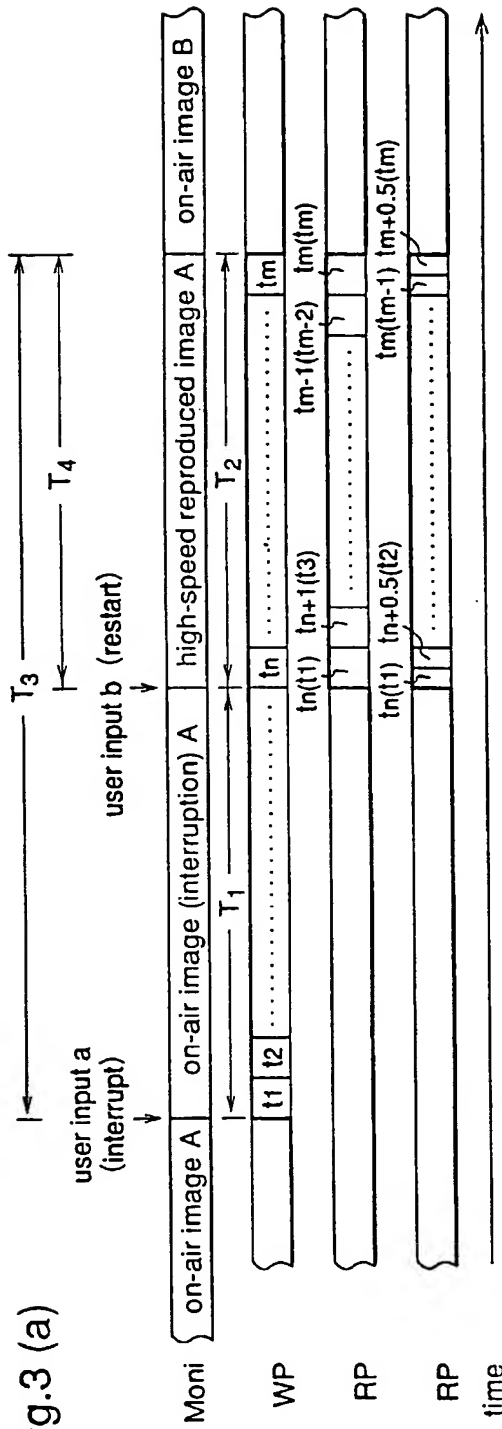 g.3 (a)
T3
T4
user input a
(interrupt)
user input b (restart)
Moni
on-air image A
on-air image (interruption) A
high-speed reproduced image A
on-air image B
T1
T2
WP
t1
t2
..................
tn
..................
tm
tn(t1)
tn+1(t3)
tm-1(tm-2)
tm(tm)
RP
..................
tn(t1)
tn+0.5(t2)
tm(tm-1)
tm+0.5(tm)
RP
..................
time